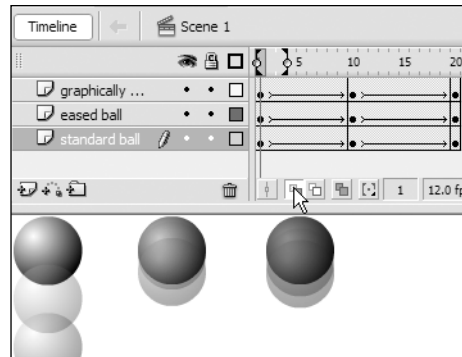 Timeline Scene 1
5 10 15 20
graphically ...
eased ball
standard ball
1 12.0 fp